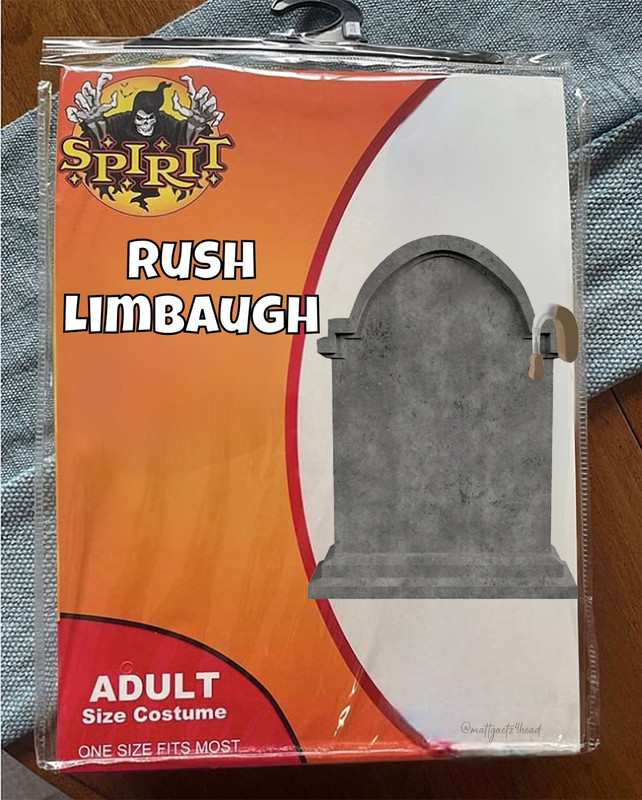 SPIRIT
RUSH
LIMBAUGH
ADULT
Size Costume
ONE SIZE FITS MOST
@mattgaetz4head